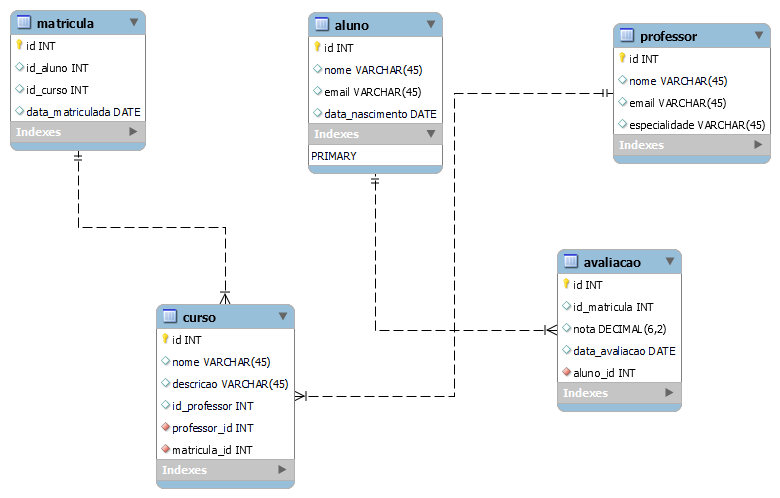 matricula
id INT
id_aluno INT
id_curso INT
data_matriculada DATE
Indexes
aluno
id INT
nome VARCHAR(45)
email VARCHAR(45)
data_nascimento DATE
Indexes
PRIMARY
professor
id INT
nome VARCHAR(45)
email VARCHAR(45)
especialidade VARCHAR(45)
Indexes
avaliacao
id INT
id_matricula INT
nota DECIMAL(6,2)
data_avaliacao DATE
aluno_id INT
Indexes
curso
id INT
nome VARCHAR(45)
descricao VARCHAR(45)
id_professor INT
professor_id INT
matricula_id INT
Indexes